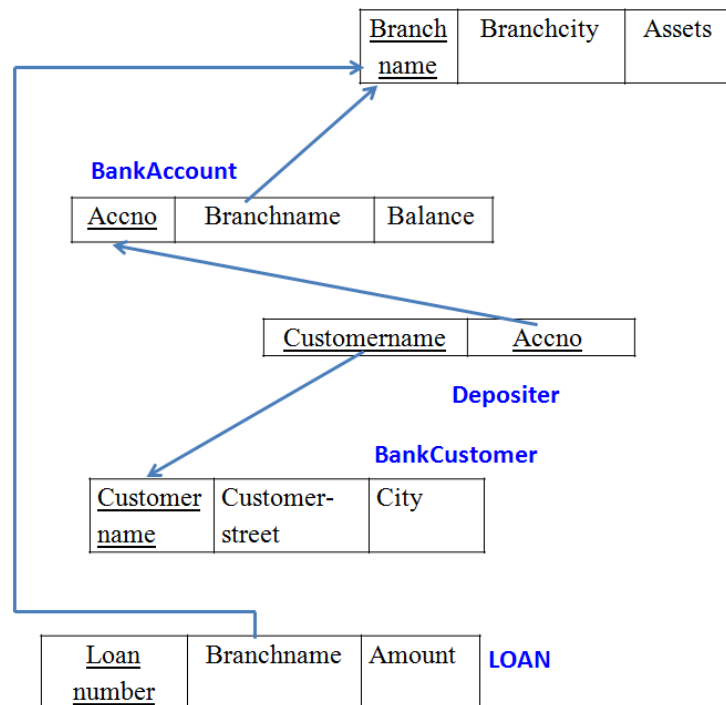 Branch name Branchcity Assets
BankAccount
Accno Branchname Balance
Customername Accno
Depositer
BankCustomer
Customer name Customer- street City
Loan number Branchname Amount LOAN